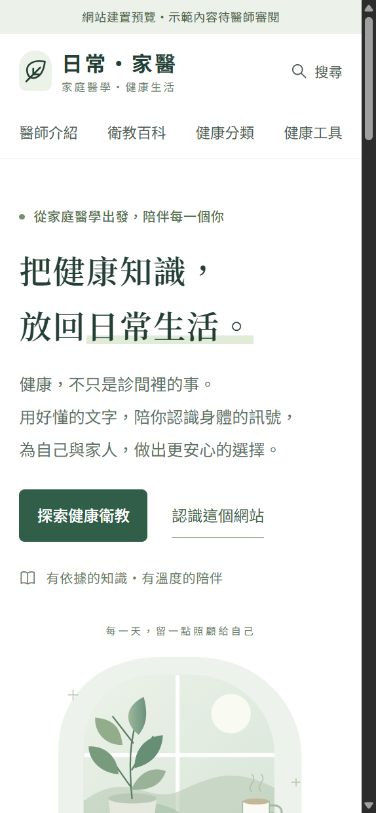 網站建置預覽・示範內容待醫師審閱
日常・家醫
家庭醫學・健康生活
搜尋
醫師介紹 衛教百科 健康分類 健康工具
從家庭醫學出發，陪伴每一個你
把健康知識，
放回日常生活。
健康，不只是診間裡的事。
用好懂的文字，陪你認識身體的訊號，
為自己與家人，做出更安心的選擇。
探索健康衛教 認識這個網站
有依據的知識・有溫度的陪伴
每一天，留一點照顧給自己